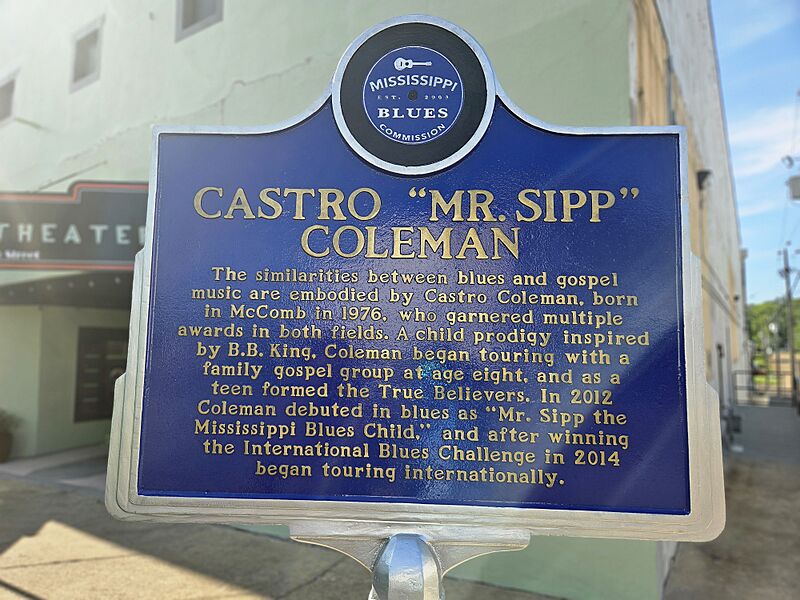 MISSISSIPPI
EST. 2003
BLUES
COMMISSION
THEATER
Street
CASTRO “MR. SIPP”
COLEMAN
The similarities between blues and gospel
music are embodied by Castro Coleman, born
in McComb in 1976, who garnered multiple
awards in both fields. A child prodigy inspired
by B.B. King, Coleman began touring with a
family gospel group at age eight, and as a
teen formed the True Believers. In 2012
Coleman debuted in blues as “Mr. Sipp the
Mississippi Blues Child,” and after winning
the International Blues Challenge in 2014
began touring internationally.